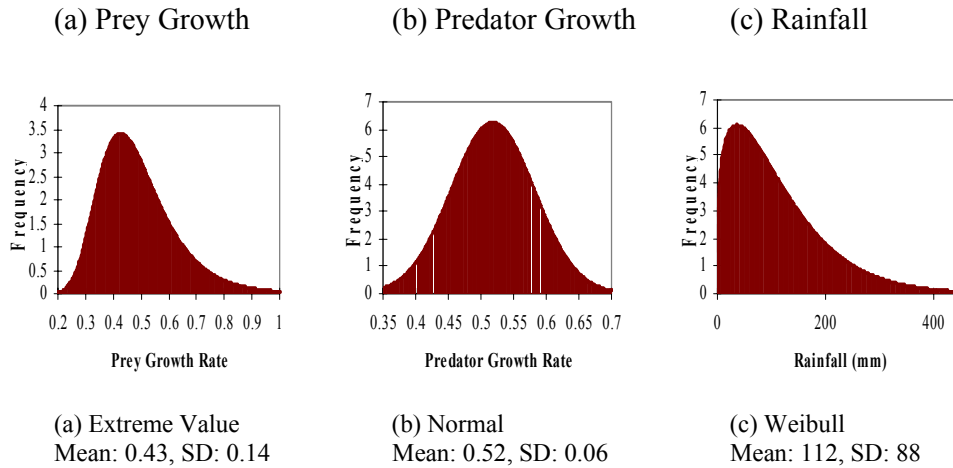 (a) Prey Growth
(b) Predator Growth
(c) Rainfall
4
3.5
3
2.5
2
1.5
1
0.5
0
Frequency
0.2 0.3 0.4 0.5 0.6 0.7 0.8 0.9 1
Prey Growth Rate
7
6
5
4
3
2
1
0
Frequency
0.35 0.4 0.45 0.5 0.55 0.6 0.65 0.7
Predator Growth Rate
7
6
5
4
3
2
1
0
Frequency
0 200 400
Rainfall (mm)
(a) Extreme Value
Mean: 0.43, SD: 0.14
(b) Normal
Mean: 0.52, SD: 0.06
(c) Weibull
Mean: 112, SD: 88